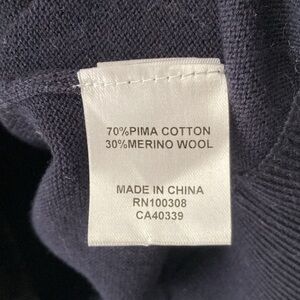 70%PIMA COTTON
30%MERINO WOOL
MADE IN CHINA
RN100308
CA40339